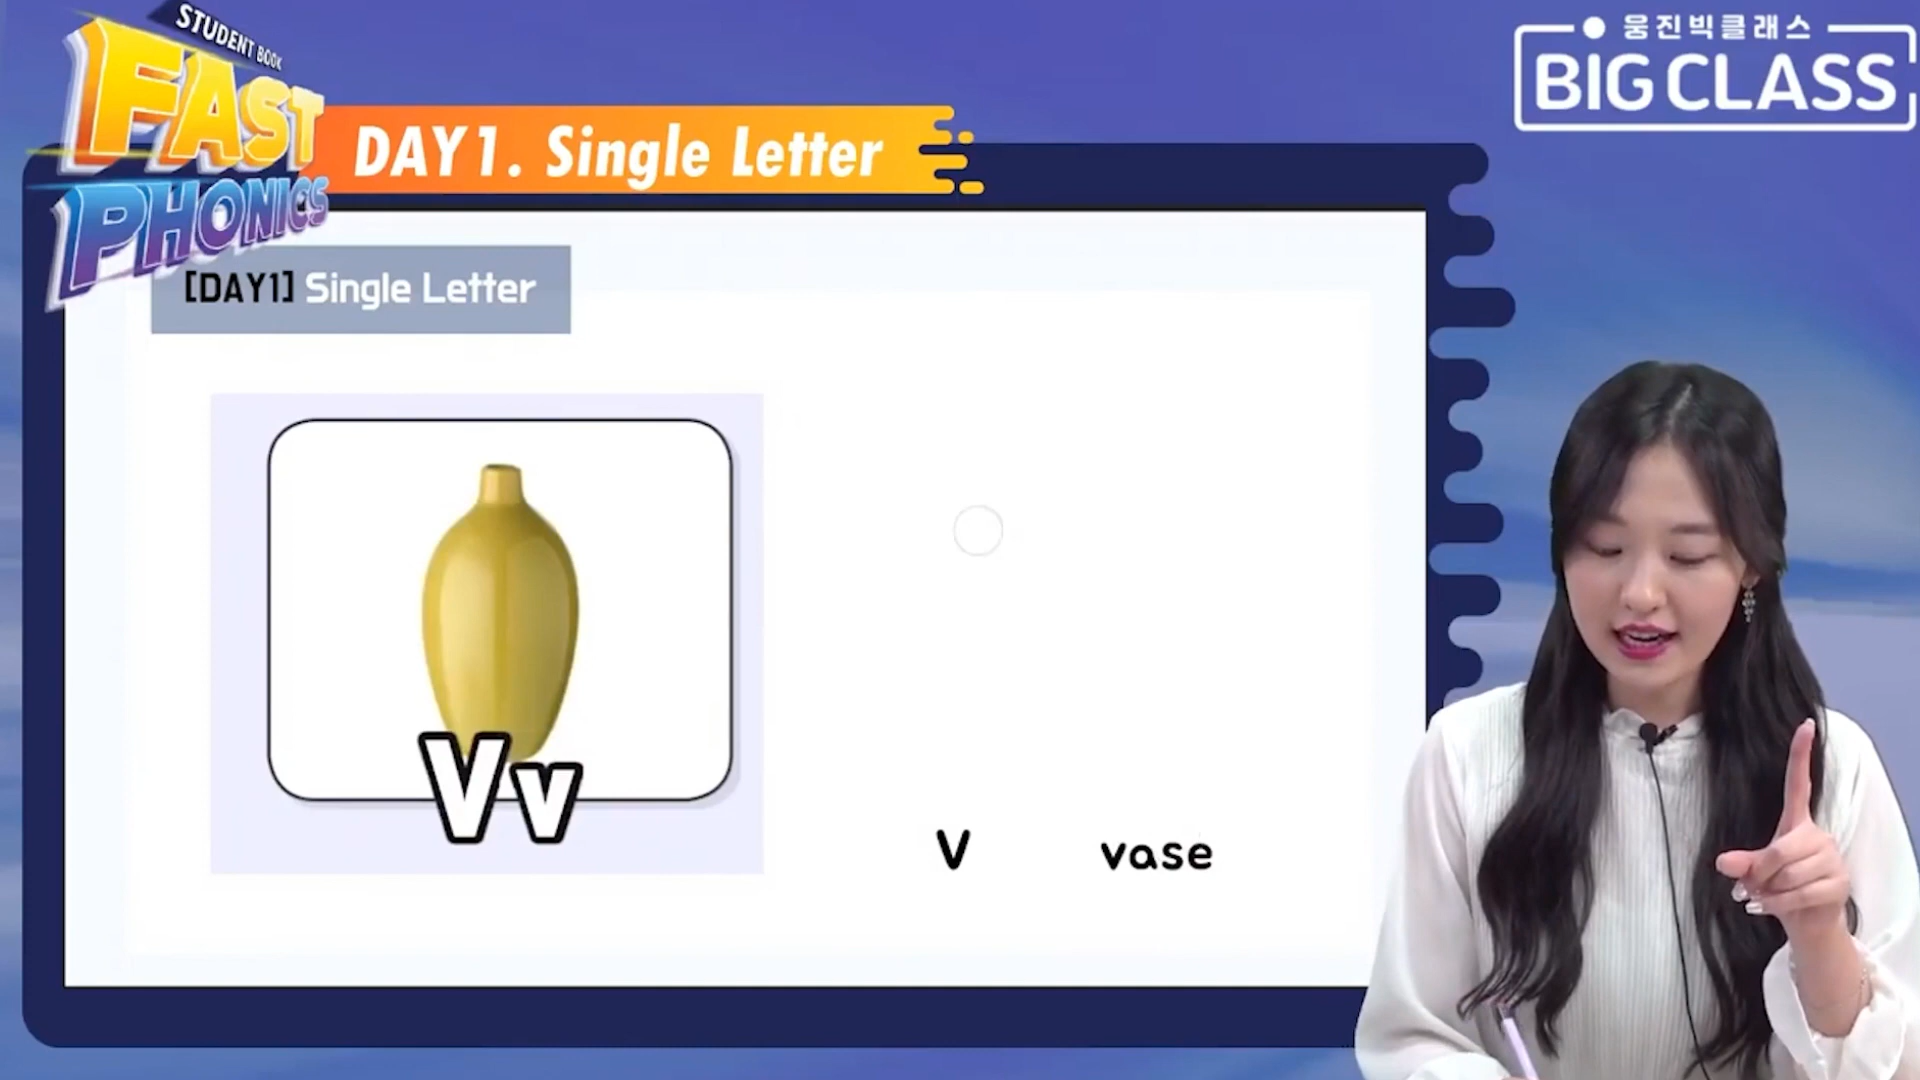 STUDENT BOOK
FAST
PHONICS
DAY1. Single Letter
웅진빅클래스
BIG CLASS
[DAY1] Single Letter
Vv
V vase